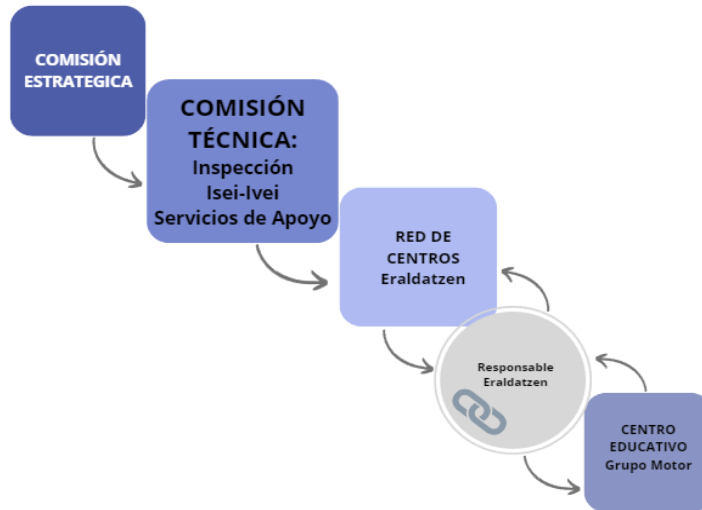 COMISIÓN
ESTRATEGICA
COMISIÓN
TÉCNICA:
Inspección
Isei-Ivei
Servicios de Apoyo
RED DE
CENTROS
Eraldatzen
Responsable
Eraldatzen
CENTRO
EDUCATIVO
Grupo Motor